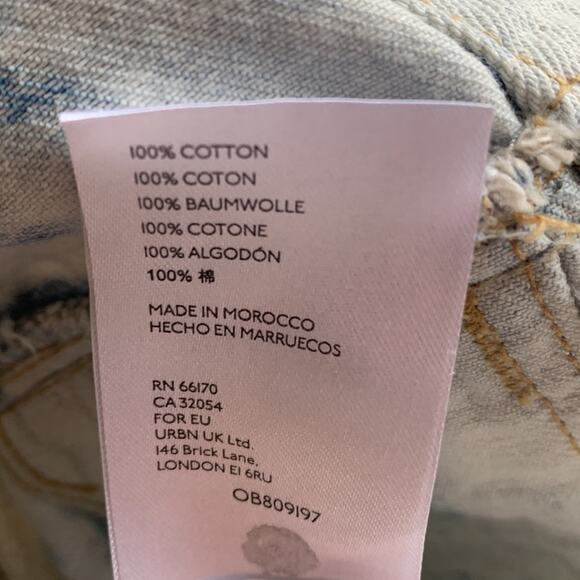 100% COTTON
100% COTON
100% BAUMWOLLE
100% COTONE
100% ALGODÓN
100% 棉
MADE IN MOROCCO
HECHO EN MARRUECOS
RN 66170
CA 32054
FOR EU
URBN UK Ltd.
146 Brick Lane,
LONDON E1 6RU
OB809197